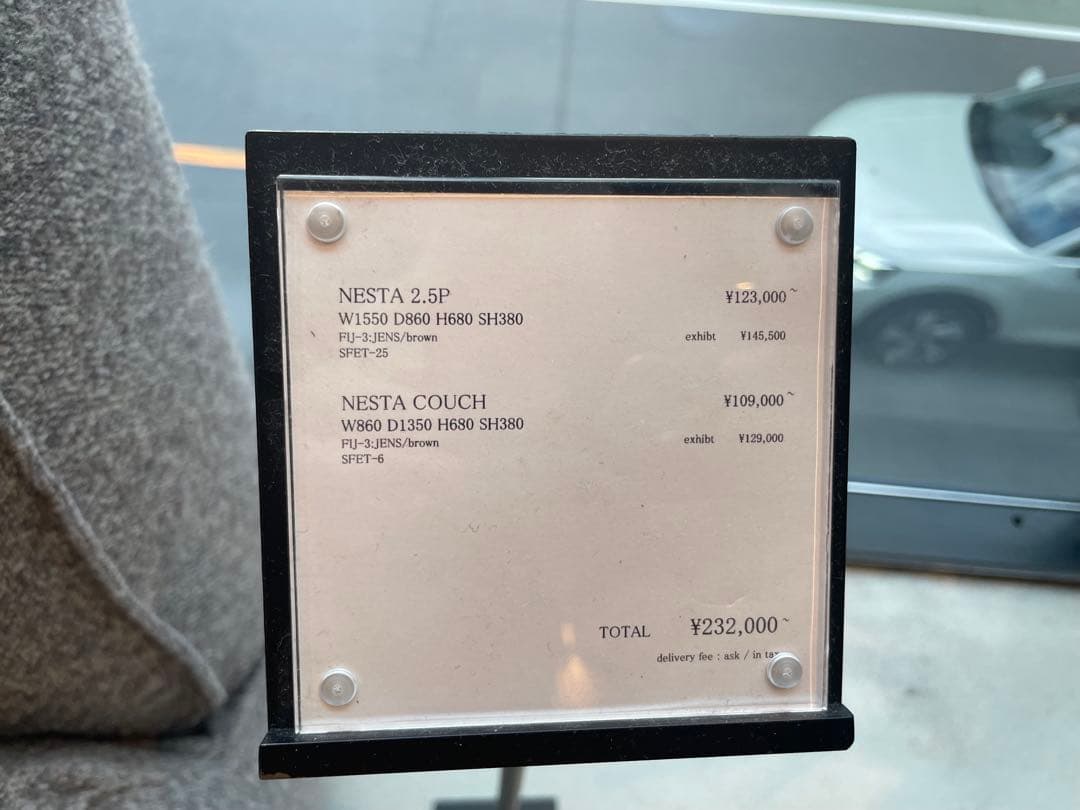 NESTA 2.5P ¥123,000~
W1550 D860 H680 SH380
FIJ-3:JENS/brown exhibt ¥145,500
SFET-25
NESTA COUCH ¥109,000~
W860 D1350 H680 SH380
FIJ-3:JENS/brown exhibt ¥129,000
SFET-6
TOTAL ¥232,000~
delivery fee : ask / in tax